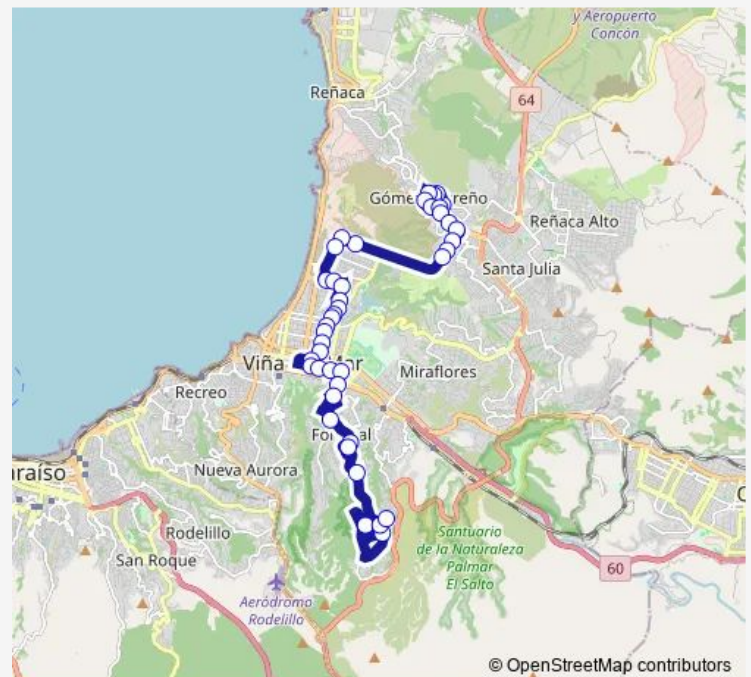 y Aeropuerto
Concón
Reñaca
64
Reñaca Alto
Santa Julia
Viña
Mar
Miraflores
Recreo
araíso
Nueva Aurora
Rodelillo
San Roque
Santuario
de la Naturaleza
Palmar
El Salto
60
Aeródromo
Rodelillo
© OpenStreetMap contributors